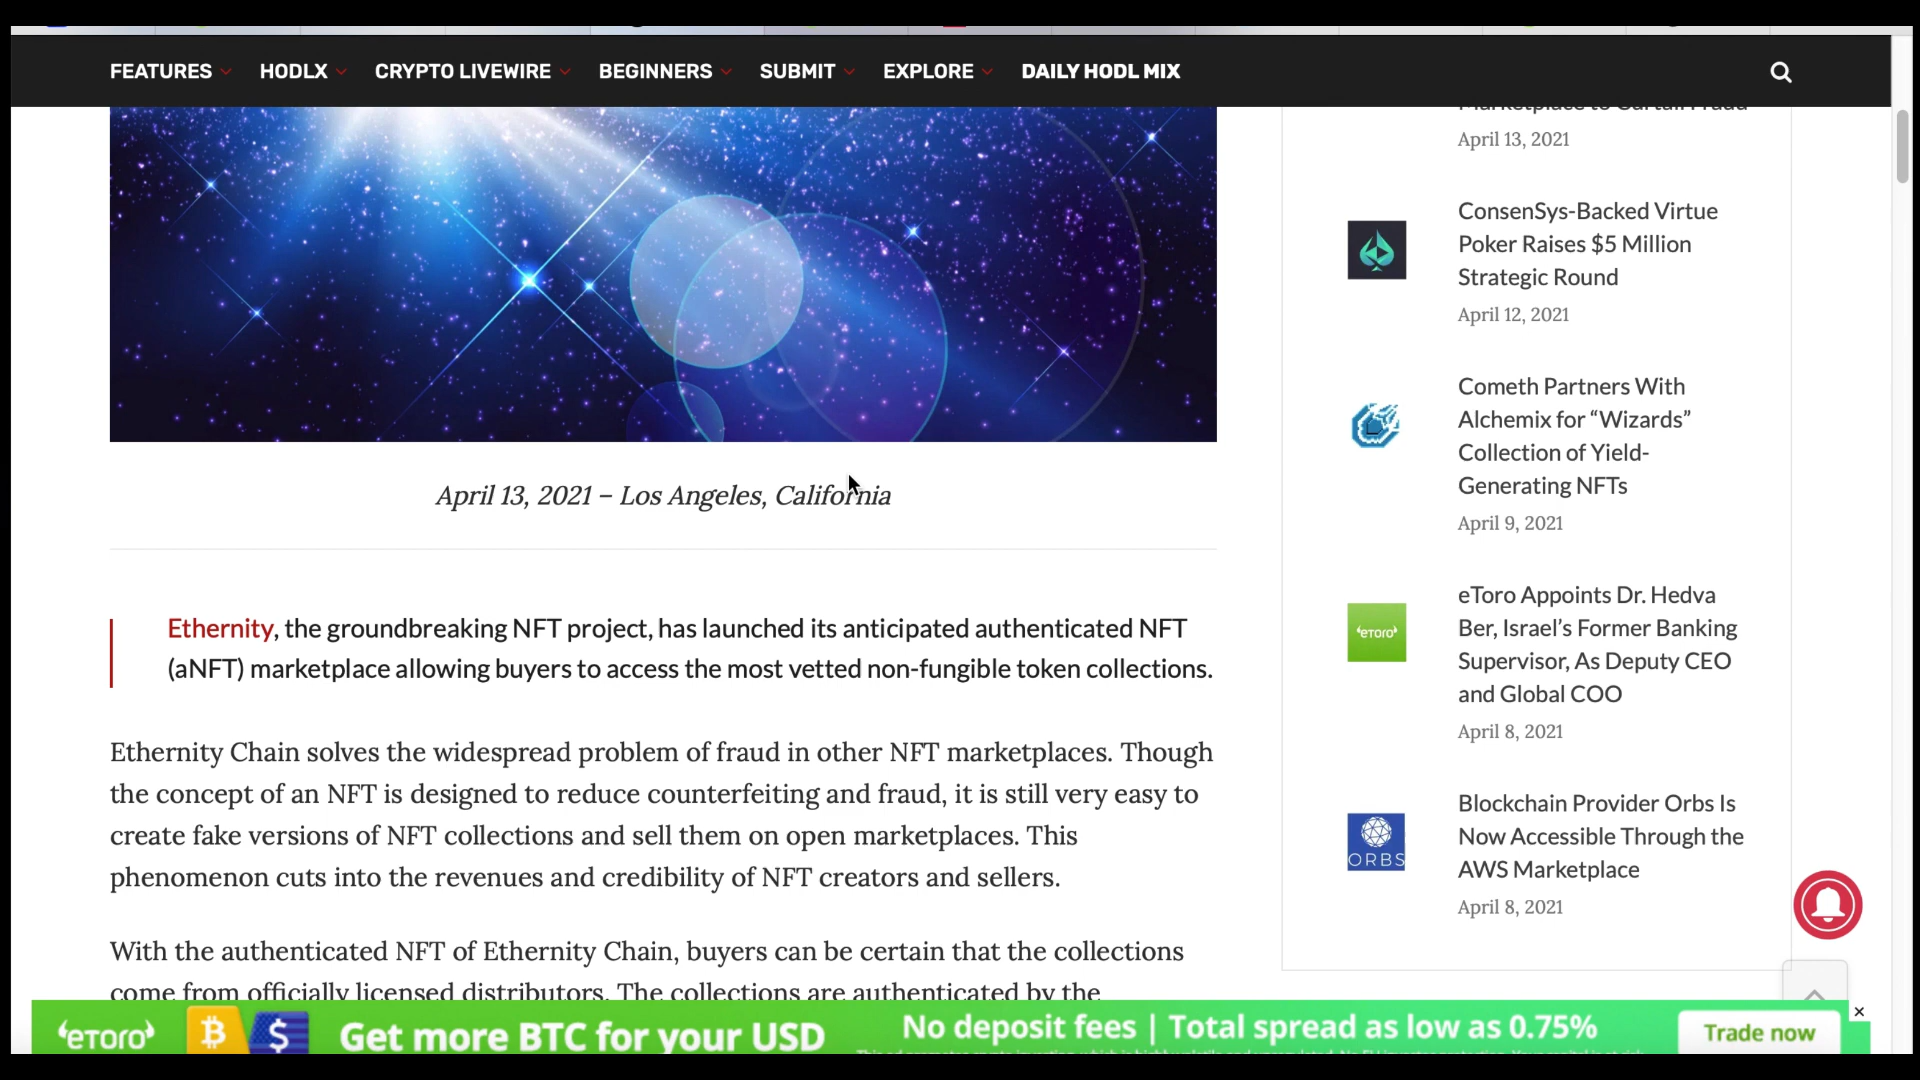 FEATURES HODLX CRYPTO LIVEWIRE BEGINNERS SUBMIT EXPLORE DAILY HODL MIX
April 13, 2021 – Los Angeles, California
Ethernity, the groundbreaking NFT project, has launched its anticipated authenticated NFT
(aNFT) marketplace allowing buyers to access the most vetted non-fungible token collections.
Ethernity Chain solves the widespread problem of fraud in other NFT marketplaces. Though
the concept of an NFT is designed to reduce counterfeiting and fraud, it is still very easy to
create fake versions of NFT collections and sell them on open marketplaces. This
phenomenon cuts into the revenues and credibility of NFT creators and sellers.
With the authenticated NFT of Ethernity Chain, buyers can be certain that the collections
come from officially licensed distributors. The collections are authenticated by the
Marketplace to Curtail Fraud
April 13, 2021
ConsenSys-Backed Virtue
Poker Raises $5 Million
Strategic Round
April 12, 2021
Cometh Partners With
Alchemix for “Wizards”
Collection of Yield-
Generating NFTs
April 9, 2021
‘eTORO’
eToro Appoints Dr. Hedva
Ber, Israel’s Former Banking
Supervisor, As Deputy CEO
and Global COO
April 8, 2021
ORBS
Blockchain Provider Orbs Is
Now Accessible Through the
AWS Marketplace
April 8, 2021
‘eTORO’ Get more BTC for your USD
No deposit fees | Total spread as low as 0.75%
Trade now